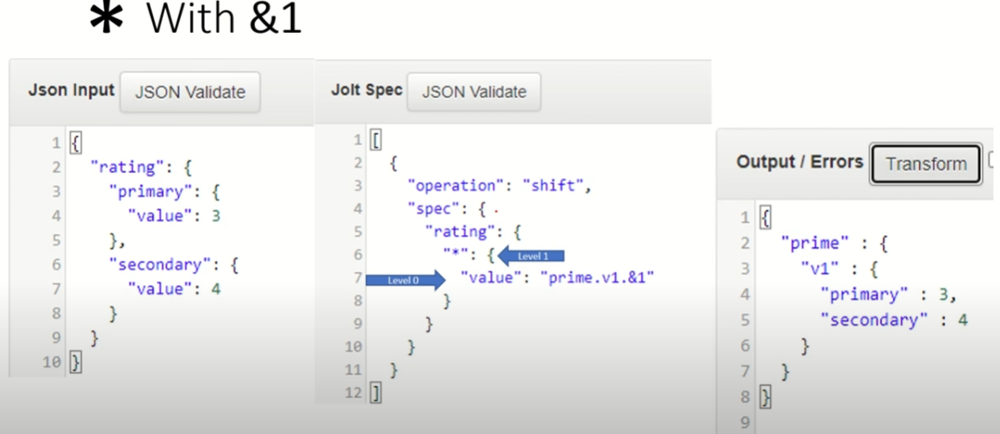 * With &1
Json Input JSON Validate
1 {
2 "rating": {
3 "primary": {
4 "value": 3
5 },
6 "secondary": {
7 "value": 4
8 }
9 }
10 }
Jolt Spec JSON Validate
1 [
2 {
3 "operation": "shift",
4 "spec": {
5 "rating": {
6 "*": { Level 1
7 Level 0 "value": "prime.v1.&1"
8 }
9 }
10 }
11 }
12 ]
Output / Errors Transform
1 {
2 "prime" : {
3 "v1" : {
4 "primary" : 3,
5 "secondary" : 4
6 }
7 }
8 }
9